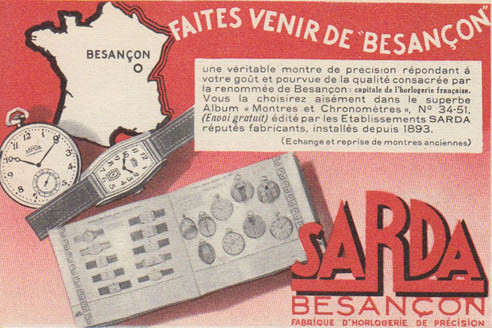 FAITES VENIR DE "BESANÇON"
BESANÇON
une véritable montre de precision répondant à
votre goût et pourvue de la qualité consacrée par
la renommée de Besançon : capitale de l'horlogerie française.
Vous la choisirez aisément dans le superbe
Album « Montres et Chronomètres », N° 34-51,
(Envoi gratuit) édité par les Etablissements SARDA
réputés fabricants, installés depuis 1893.
(Echange et reprise de montres anciennes)
SARDA
SARDA
BESANÇON
FABRIQUE D'HORLOGERIE DE PRÉCISION